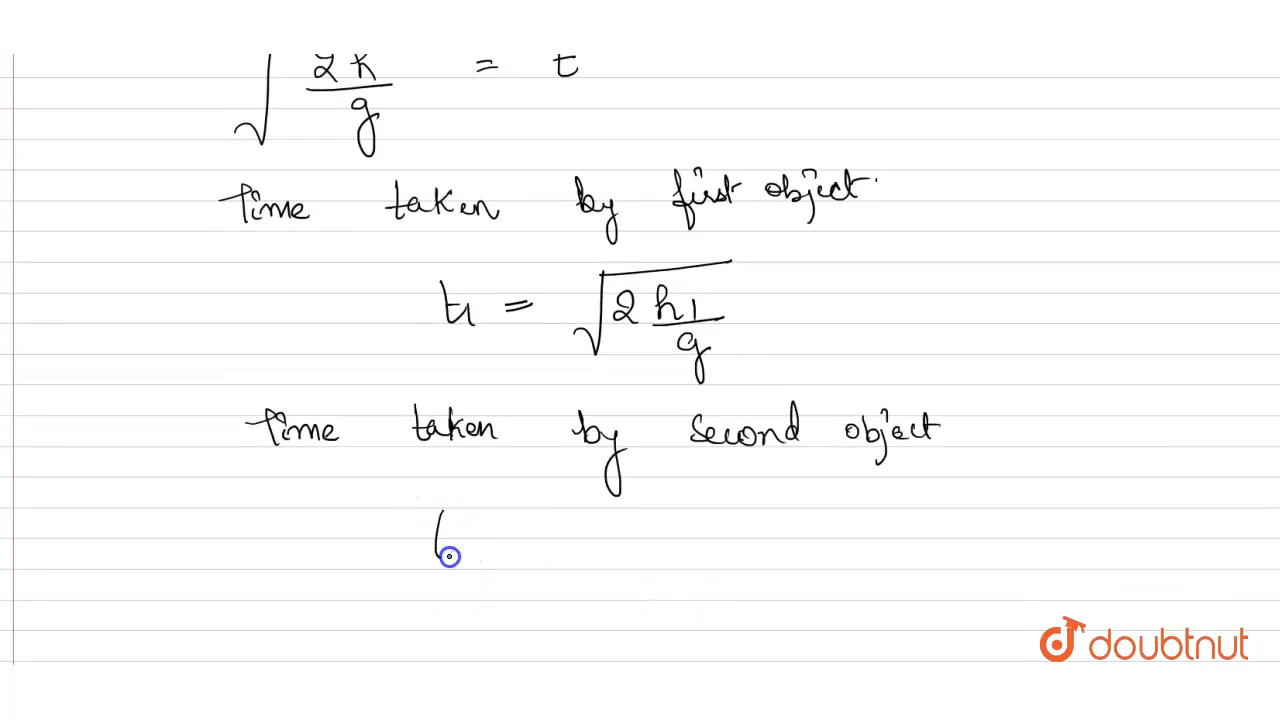 √(2h/g) = t
Time taken by first object.
t1 = √(2h1/g)
Time taken by second object
doubtnut